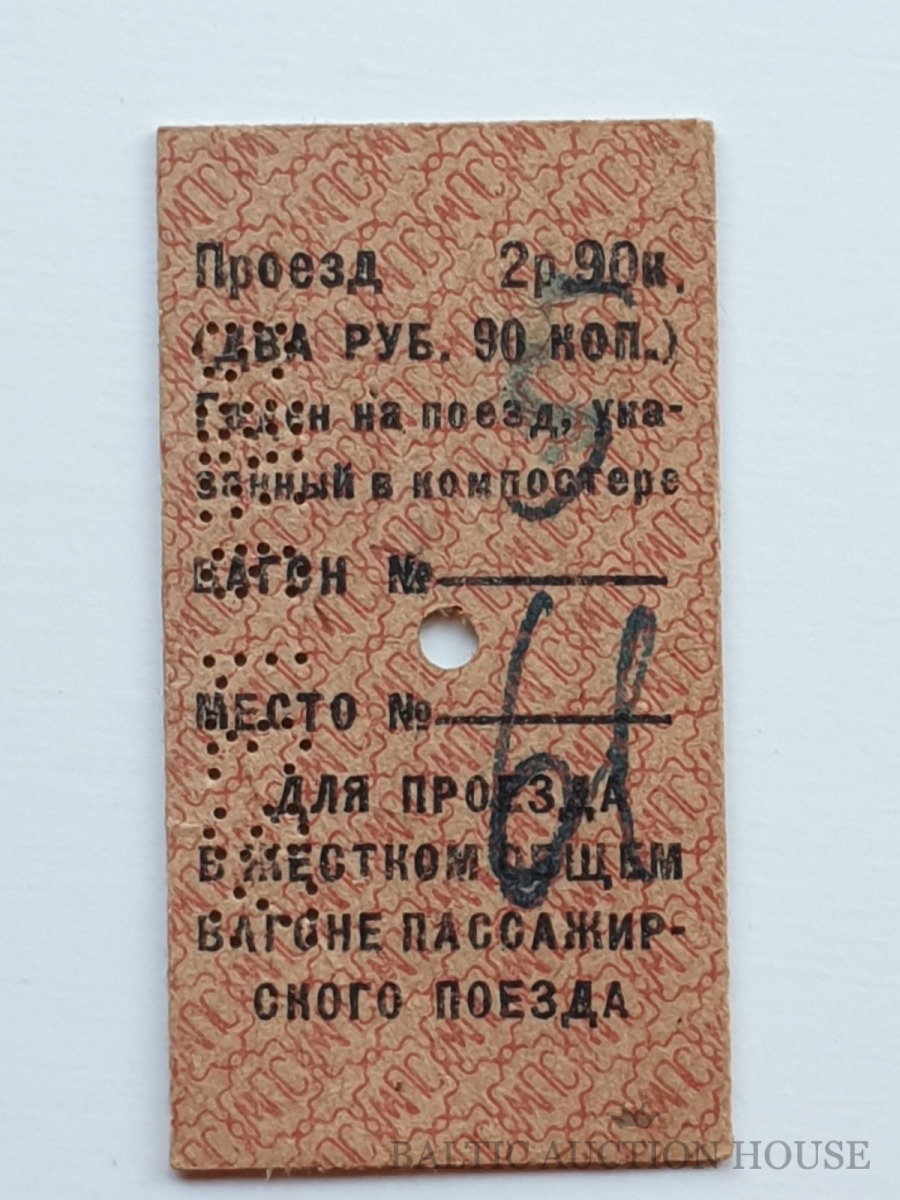 Проезд 2р.90к.
(ДВА РУБ. 90 КОП.)
Годен на поезд, ука-
занный в компостере
ВАГОН №
5
МЕСТО №
61
ДЛЯ ПРОЕЗДА
В ЖЕСТКОМ ОБЩЕМ
ВАГОНЕ ПАССАЖИР-
СКОГО ПОЕЗДА
BALTIC AUCTION HOUSE